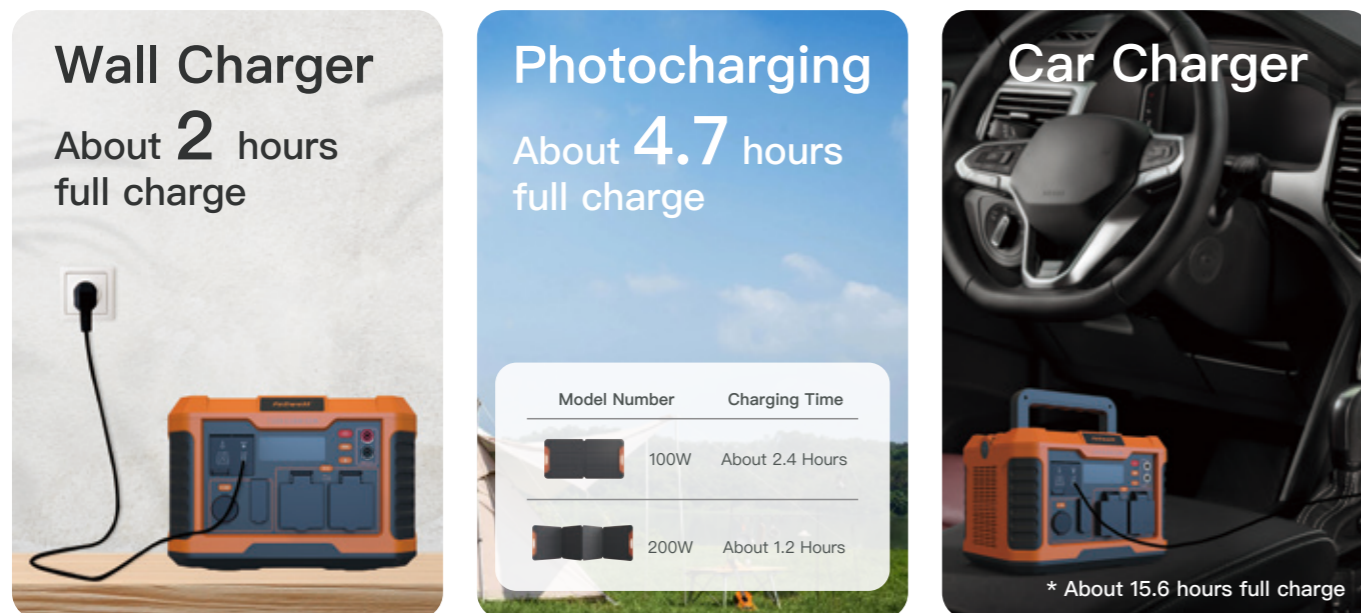 Wall Charger
About 2 hours
full charge
Photocharging
About 4.7 hours
full charge
Model Number Charging Time
100W About 2.4 Hours
200W About 1.2 Hours
Car Charger
* About 15.6 hours full charge